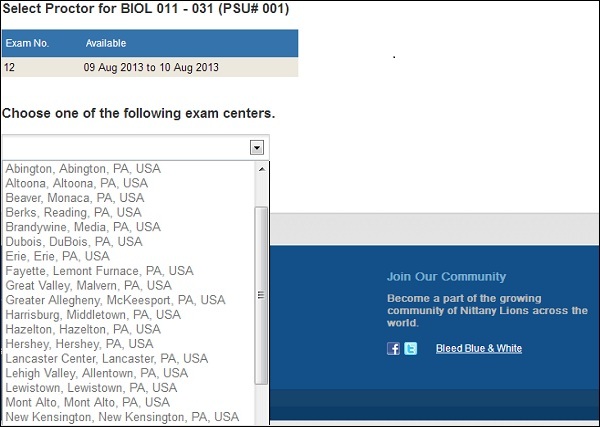 Select Proctor for BIOL 011 - 031 (PSU# 001)
Exam No. Available
12 09 Aug 2013 to 10 Aug 2013
Choose one of the following exam centers.
Abington, Abington, PA, USA
Altoona, Altoona, PA, USA
Beaver, Monaca, PA, USA
Berks, Reading, PA, USA
Brandywine, Media, PA, USA
Dubois, DuBois, PA, USA
Erie, Erie, PA, USA
Fayette, Lemont Furnace, PA, USA
Great Valley, Malvern, PA, USA
Greater Allegheny, McKeesport, PA, USA
Harrisburg, Middletown, PA, USA
Hazelton, Hazelton, PA, USA
Hershey, Hershey, PA, USA
Lancaster Center, Lancaster, PA, USA
Lehigh Valley, Allentown, PA, USA
Lewistown, Lewistown, PA, USA
Mont Alto, Mont Alto, PA, USA
New Kensington, New Kensington, PA, USA
Join Our Community
Become a part of the growing
community of Nittany Lions across the
world.
Bleed Blue & White